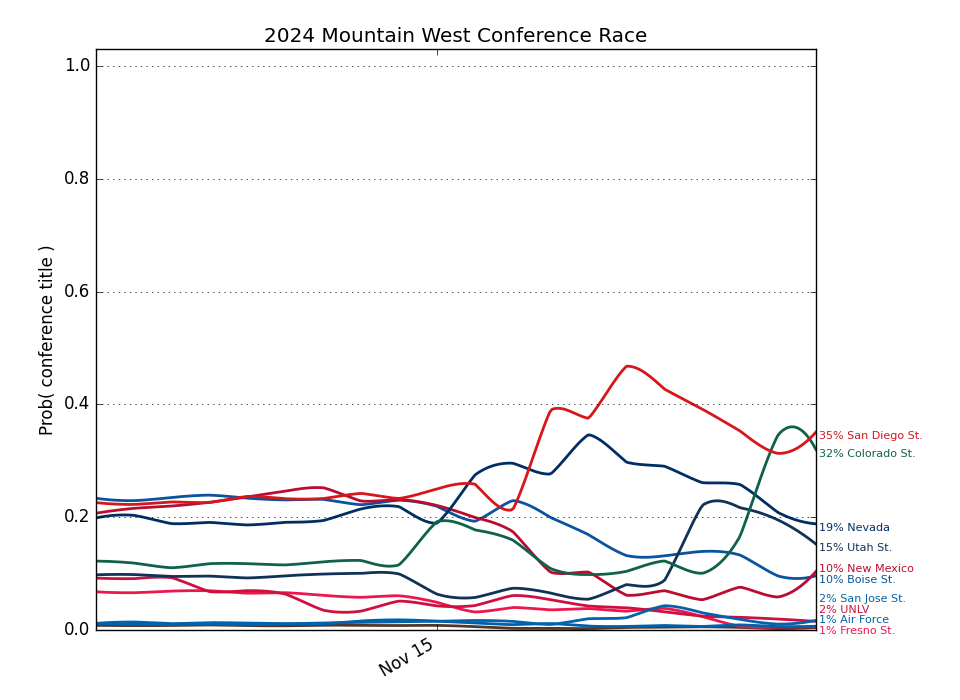 2024 Mountain West Conference Race
Prob( conference title )
1.0
0.8
0.6
0.4
0.2
0.0
Nov 15
35% San Diego St.
32% Colorado St.
19% Nevada
15% Utah St.
10% New Mexico
10% Boise St.
2% San Jose St.
2% UNLV
1% Air Force
1% Fresno St.